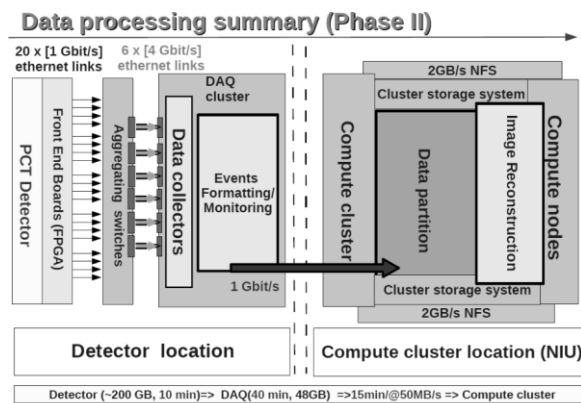 Data processing summary (Phase II)
20 x [1 Gbit/s]
ethernet links
6 x [4 Gbit/s]
ethernet links
PCT Detector
Front End Boards (FPGA)
Aggregating switches
DAQ
cluster
Data collectors
Events
Formatting/
Monitoring
1 Gbit/s
2GB/s NFS
Cluster storage system
Compute cluster
Data partition
Image Reconstruction
Compute nodes
Cluster storage system
2GB/s NFS
Detector location
Compute cluster location (NIU)
Detector (~200 GB, 10 min)=> DAQ(40 min, 48GB) =>15min/@50MB/s => Compute cluster